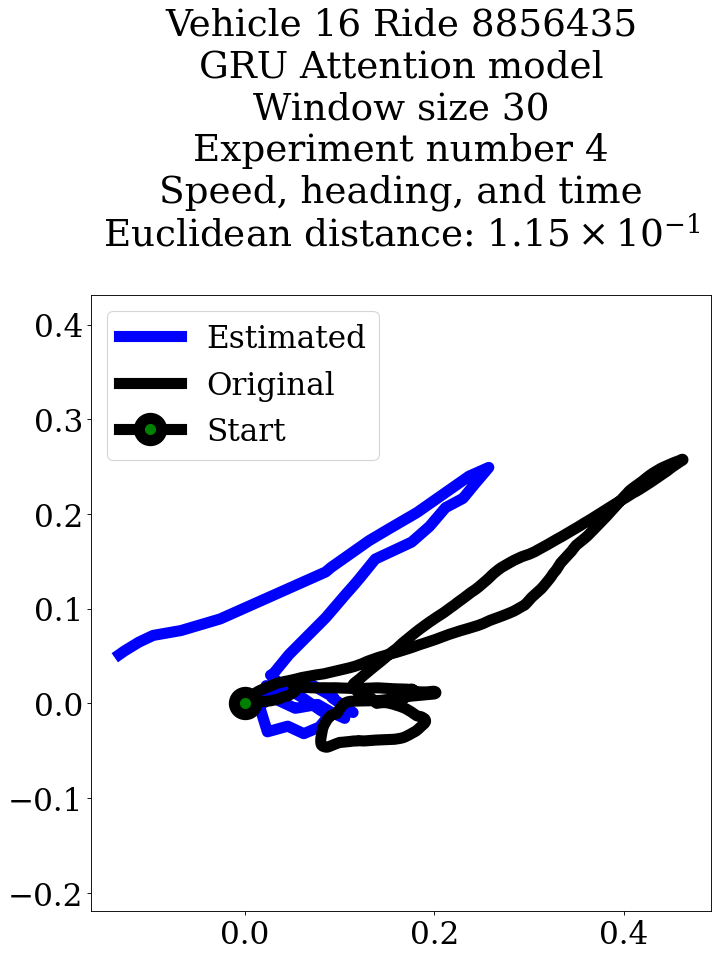 Vehicle 16 Ride 8856435
GRU Attention model
Window size 30
Experiment number 4
Speed, heading, and time
Euclidean distance: $1.15 \times 10^{-1}$
Estimated
Original
Start
0.4
0.3
0.2
0.1
0.0
−0.1
−0.2
0.0 0.2 0.4